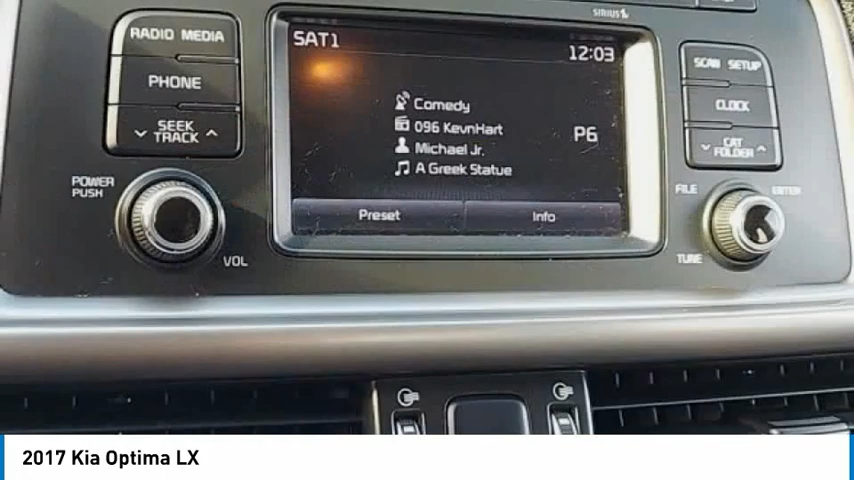 SIRIUS
RADIO MEDIA
PHONE
SEEK
TRACK
POWER
PUSH
VOL
SAT1
12:03
Comedy
096 KevnHart
Michael Jr.
A Greek Statue
P6
Preset
Info
SCAN SETUP
CLOCK
CAT
FOLDER
FILE
ENTER
TUNE
2017 Kia Optima LX